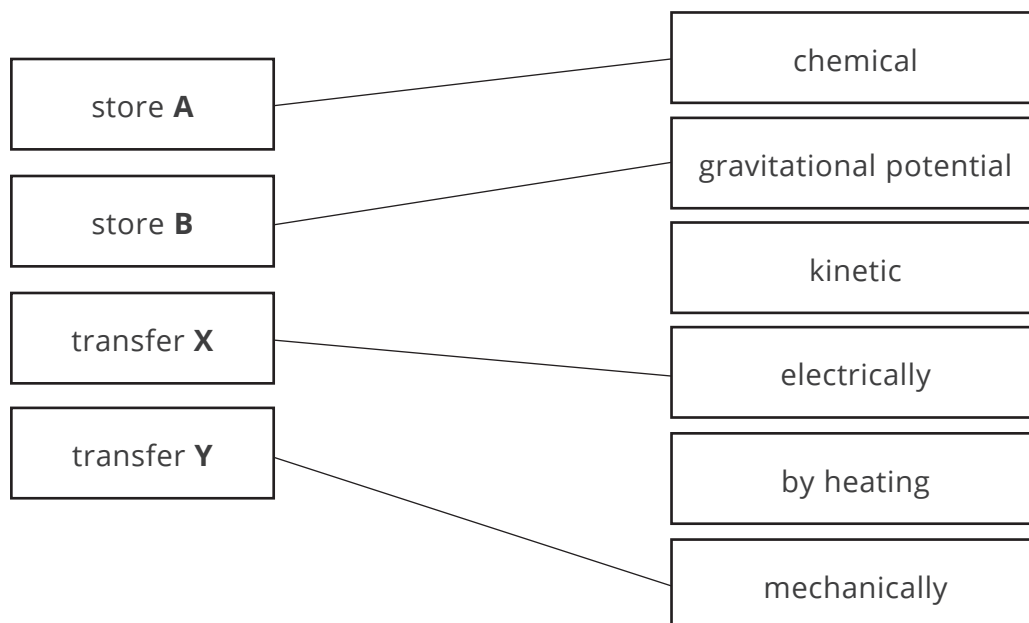 store A
store B
transfer X
transfer Y
chemical
gravitational potential
kinetic
electrically
by heating
mechanically